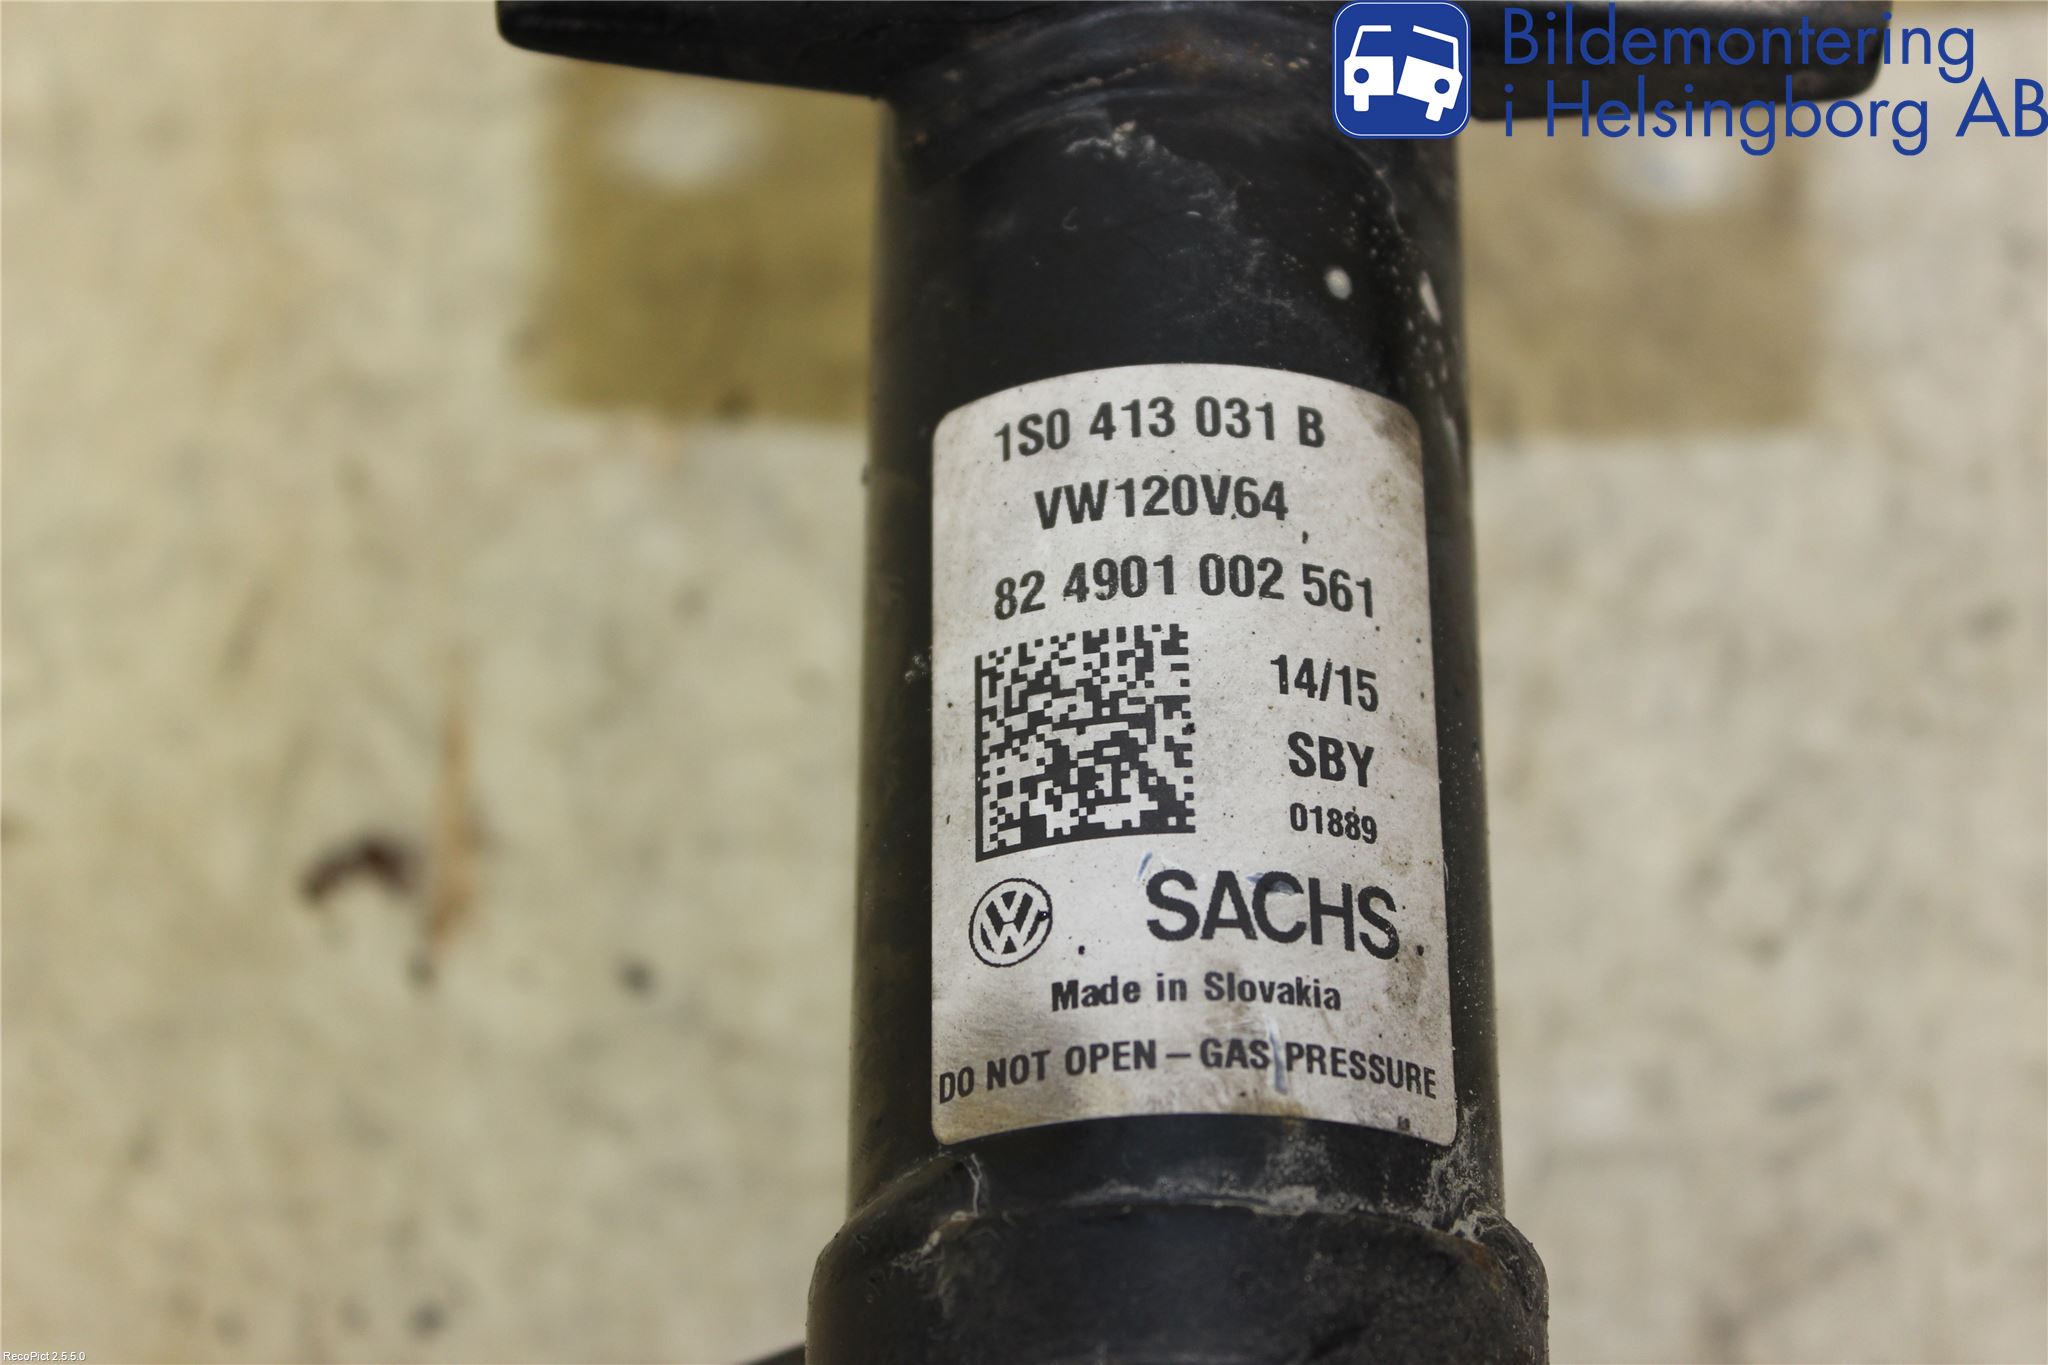 Bildemontering
i Helsingborg AB
1S0 413 031 B
VW120V64
82 4901 002 561
14/15
SBY
01889
SACHS
Made in Slovakia
DO NOT OPEN – GAS PRESSURE
RecoPict 2.5.5.0